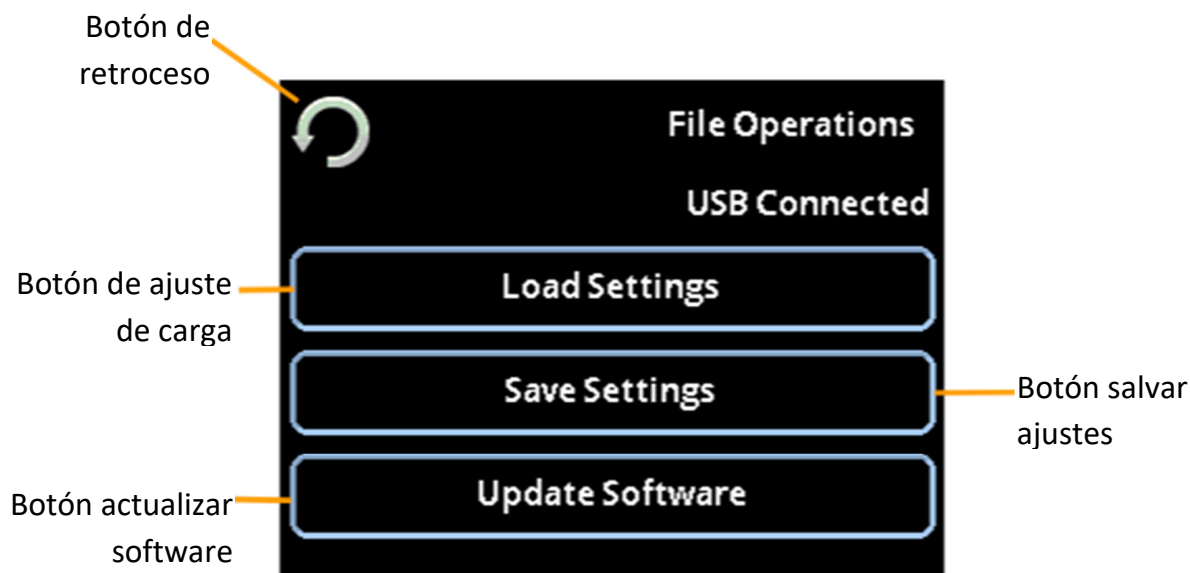 Botón de
retroceso
File Operations
USB Connected
Botón de ajuste
de carga
Load Settings
Save Settings
Botón salvar
ajustes
Botón actualizar
software
Update Software